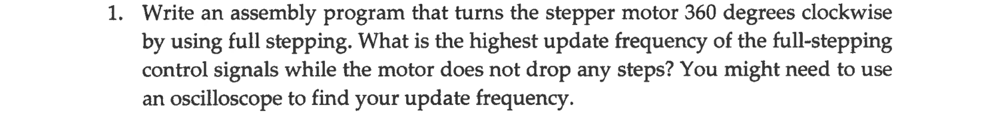 1. Write an assembly program that turns the stepper motor 360 degrees clockwise
by using full stepping. What is the highest update frequency of the full-stepping
control signals while the motor does not drop any steps? You might need to use
an oscilloscope to find your update frequency.